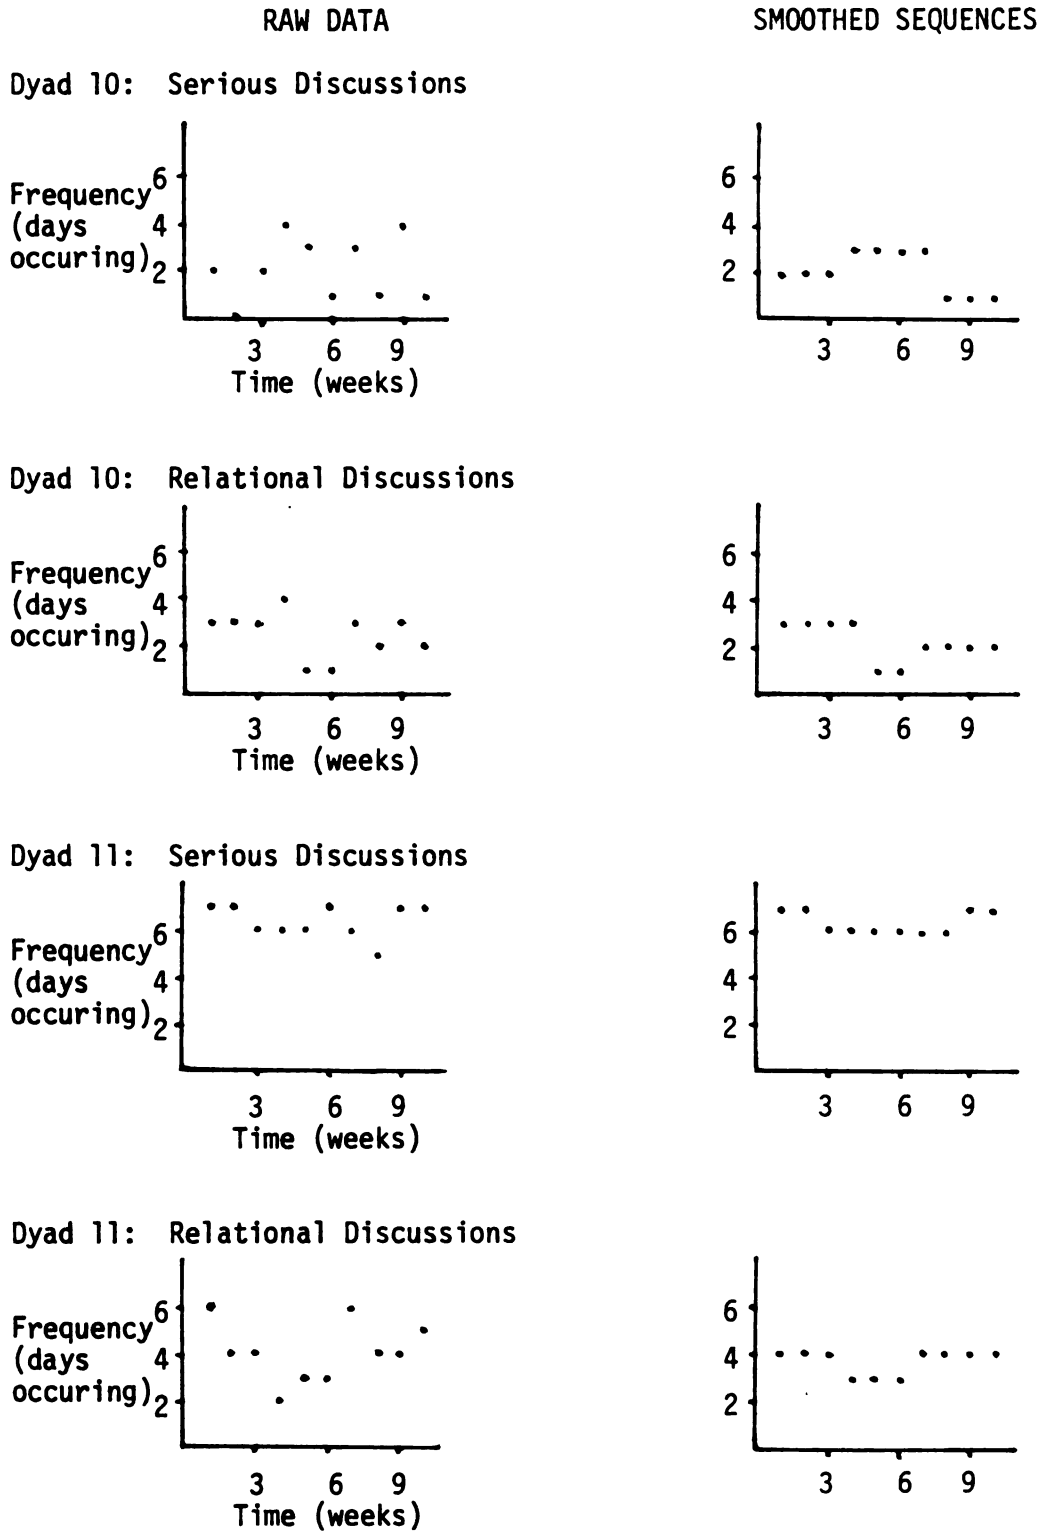 RAW DATA SMOOTHED SEQUENCES
Dyad 10: Serious Discussions
6 6
Frequency
(days 4 4
occuring) 2 2
3 6 9 3 6 9
Time (weeks)
Dyad 10: Relational Discussions
6 6
Frequency
(days 4 4
occuring) 2 2
3 6 9 3 6 9
Time (weeks)
Dyad 11: Serious Discussions
6 6
Frequency
(days 4 4
occuring) 2 2
3 6 9 3 6 9
Time (weeks)
Dyad 11: Relational Discussions
6 6
Frequency
(days 4 4
occuring) 2 2
3 6 9 3 6 9
Time (weeks)